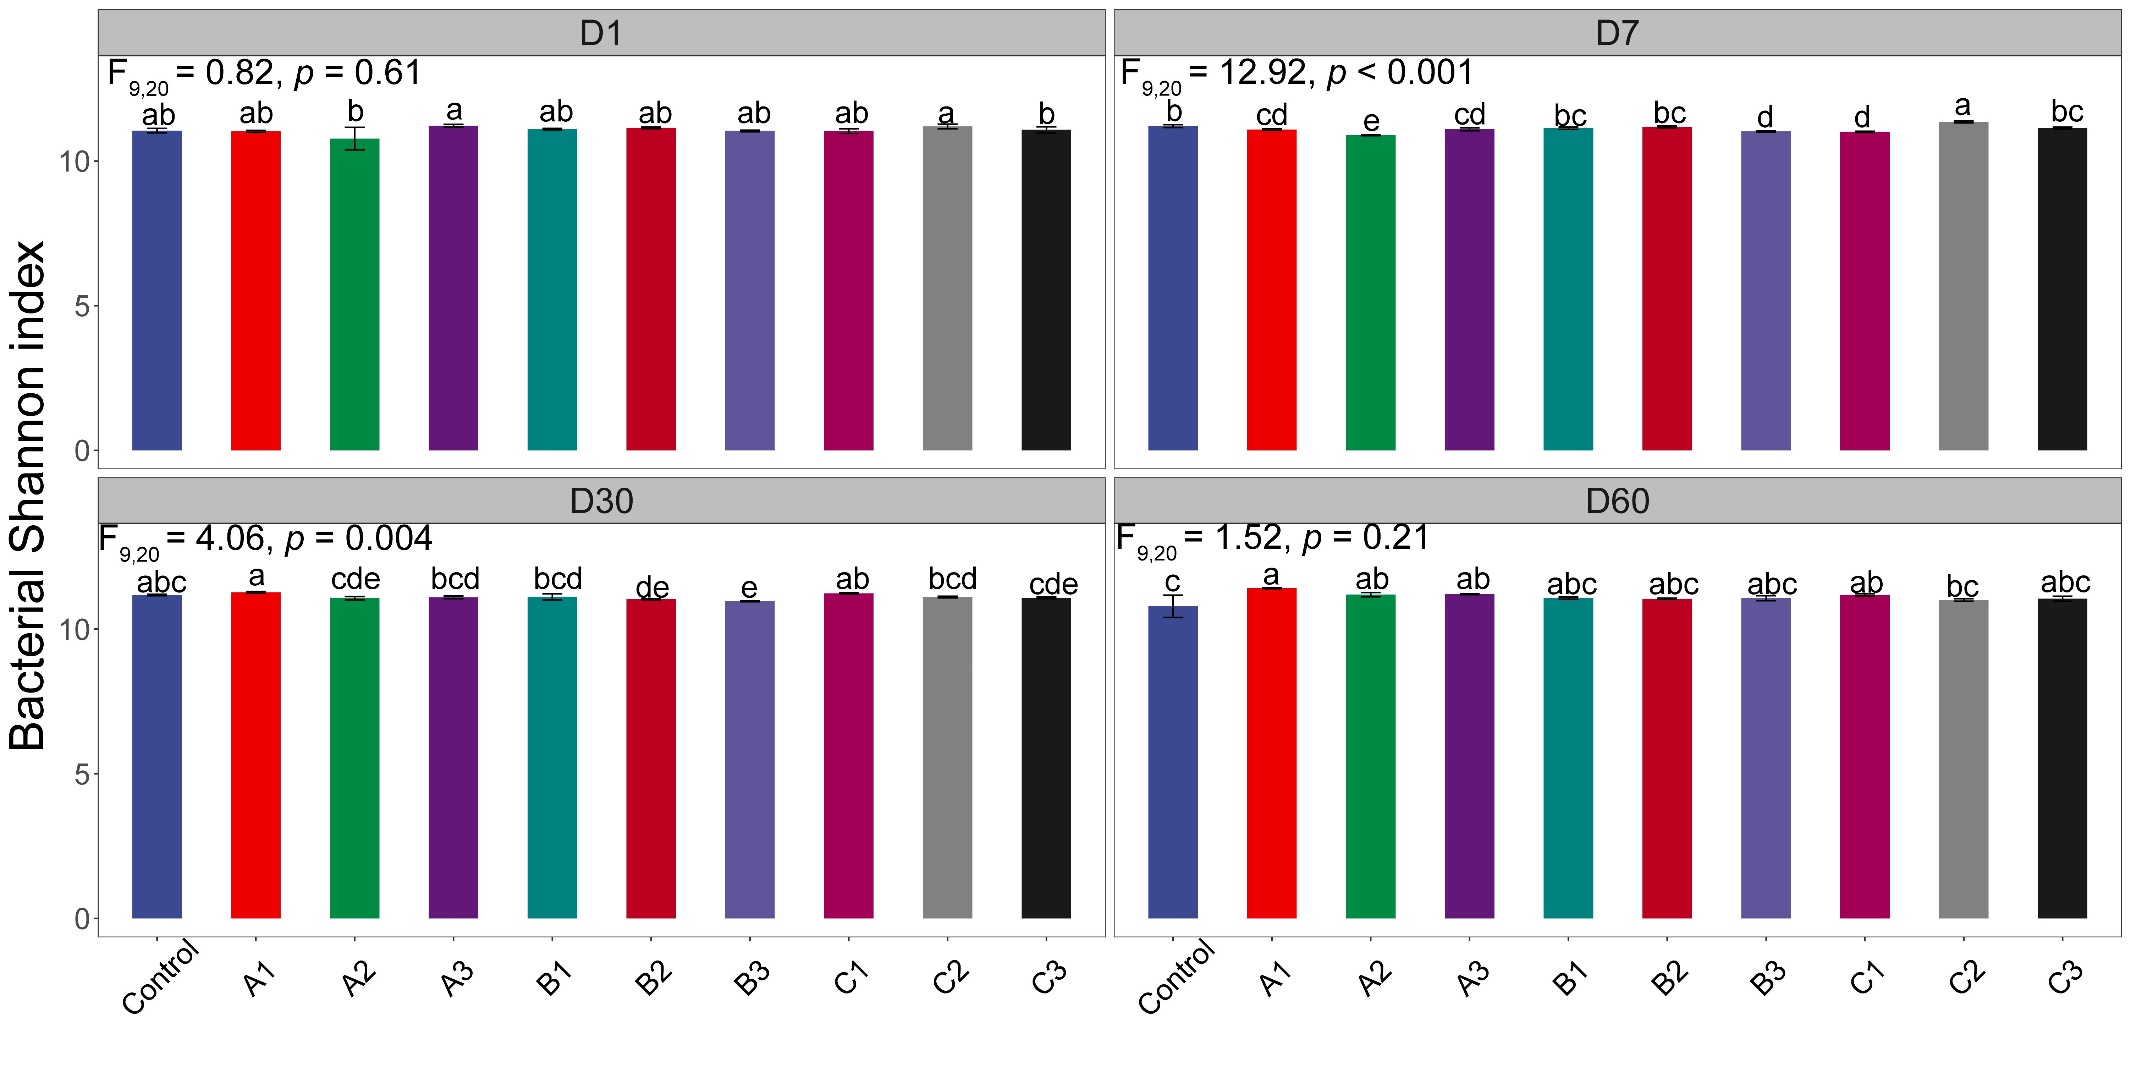 Bacterial Shannon index
D1
F9,20 = 0.82, p = 0.61
ab ab b a ab ab ab ab a b
10
5
0
D7
F9,20 = 12.92, p < 0.001
b cd e cd bc bc d d a bc
D30
F9,20 = 4.06, p = 0.004
abc a cde bcd bcd de e ab bcd cde
10
5
0
Control A1 A2 A3 B1 B2 B3 C1 C2 C3
D60
F9,20 = 1.52, p = 0.21
c a ab ab abc abc abc ab bc abc
Control A1 A2 A3 B1 B2 B3 C1 C2 C3